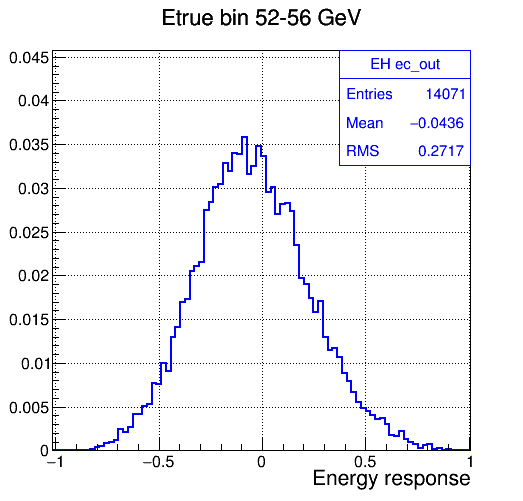 Etrue bin 52-56 GeV
EH ec_out
Entries 14071
Mean −0.0436
RMS 0.2717
0.045
0.04
0.035
0.03
0.025
0.02
0.015
0.01
0.005
0
−1 −0.5 0 0.5 1
Energy response